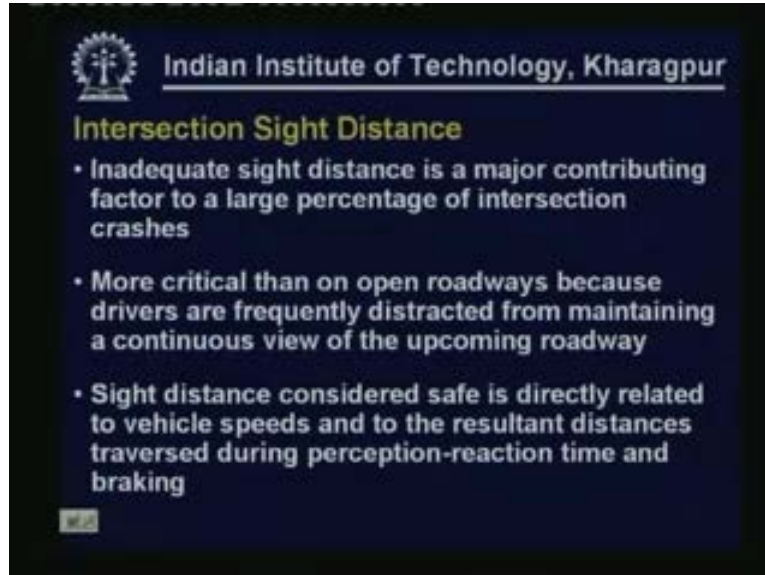 Indian Institute of Technology, Kharagpur
Intersection Sight Distance
• Inadequate sight distance is a major contributing
factor to a large percentage of intersection
crashes
• More critical than on open roadways because
drivers are frequently distracted from maintaining
a continuous view of the upcoming roadway
• Sight distance considered safe is directly related
to vehicle speeds and to the resultant distances
traversed during perception-reaction time and
braking